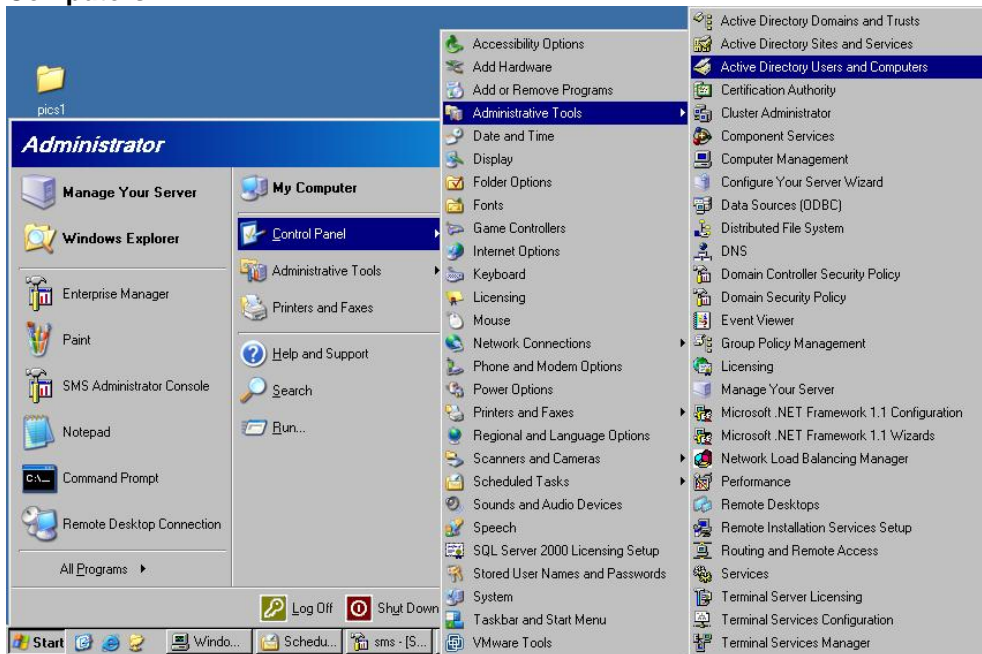 pics1
Administrator
Manage Your Server
Windows Explorer
Enterprise Manager
Paint
SMS Administrator Console
Notepad
Command Prompt
Remote Desktop Connection
All Programs
My Computer
Control Panel
Administrative Tools
Printers and Faxes
Help and Support
Search
Run...
Log Off
Shut Down
Start
Windo...
Schedu...
sms - [S...
Accessibility Options
Add Hardware
Add or Remove Programs
Administrative Tools
Date and Time
Display
Folder Options
Fonts
Game Controllers
Internet Options
Keyboard
Licensing
Mouse
Network Connections
Phone and Modem Options
Power Options
Printers and Faxes
Regional and Language Options
Scanners and Cameras
Scheduled Tasks
Sounds and Audio Devices
Speech
SQL Server 2000 Licensing Setup
Stored User Names and Passwords
System
Taskbar and Start Menu
VMware Tools
Active Directory Domains and Trusts
Active Directory Sites and Services
Active Directory Users and Computers
Certification Authority
Cluster Administrator
Component Services
Computer Management
Configure Your Server Wizard
Data Sources (ODBC)
Distributed File System
DNS
Domain Controller Security Policy
Domain Security Policy
Event Viewer
Group Policy Management
Licensing
Manage Your Server
Microsoft .NET Framework 1.1 Configuration
Microsoft .NET Framework 1.1 Wizards
Network Load Balancing Manager
Performance
Remote Desktops
Remote Installation Services Setup
Routing and Remote Access
Services
Terminal Server Licensing
Terminal Services Configuration
Terminal Services Manager